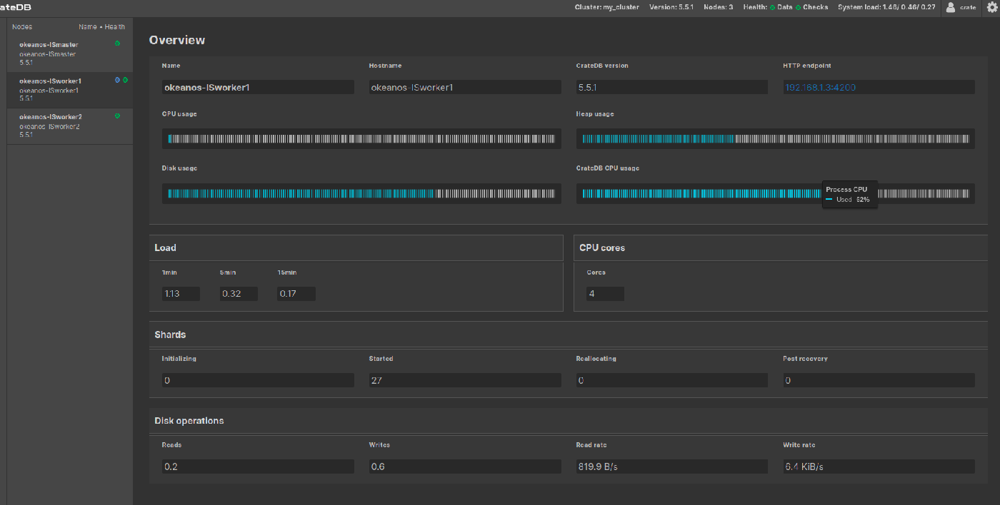 ateDB
Cluster: my_cluster Version: 5.5.1 Nodes: 3 Health: Data Checks System load: 1.46/ 0.46/ 0.27 crate
Nodes Name • Health
okeanos-ISmaster
okeanos-ISmaster
5.5.1
okeanos-ISworker1
okeanos-ISworker1
5.5.1
okeanos-ISworker2
okeanos-ISworker2
5.5.1
Overview
Name Hostname CrateDB version HTTP endpoint
okeanos-ISworker1 okeanos-ISworker1 5.5.1 192.168.1.3:4200
CPU usage Heap usage
Disk usage CrateDB CPU usage
Process CPU
Used 62%
Load CPU cores
1min 5min 15min Cores
1.13 0.32 0.17 4
Shards
Initializing Started Reallocating Post recovery
0 27 0 0
Disk operations
Reads Writes Read rate Write rate
0.2 0.6 819.9 B/s 6.4 KiB/s